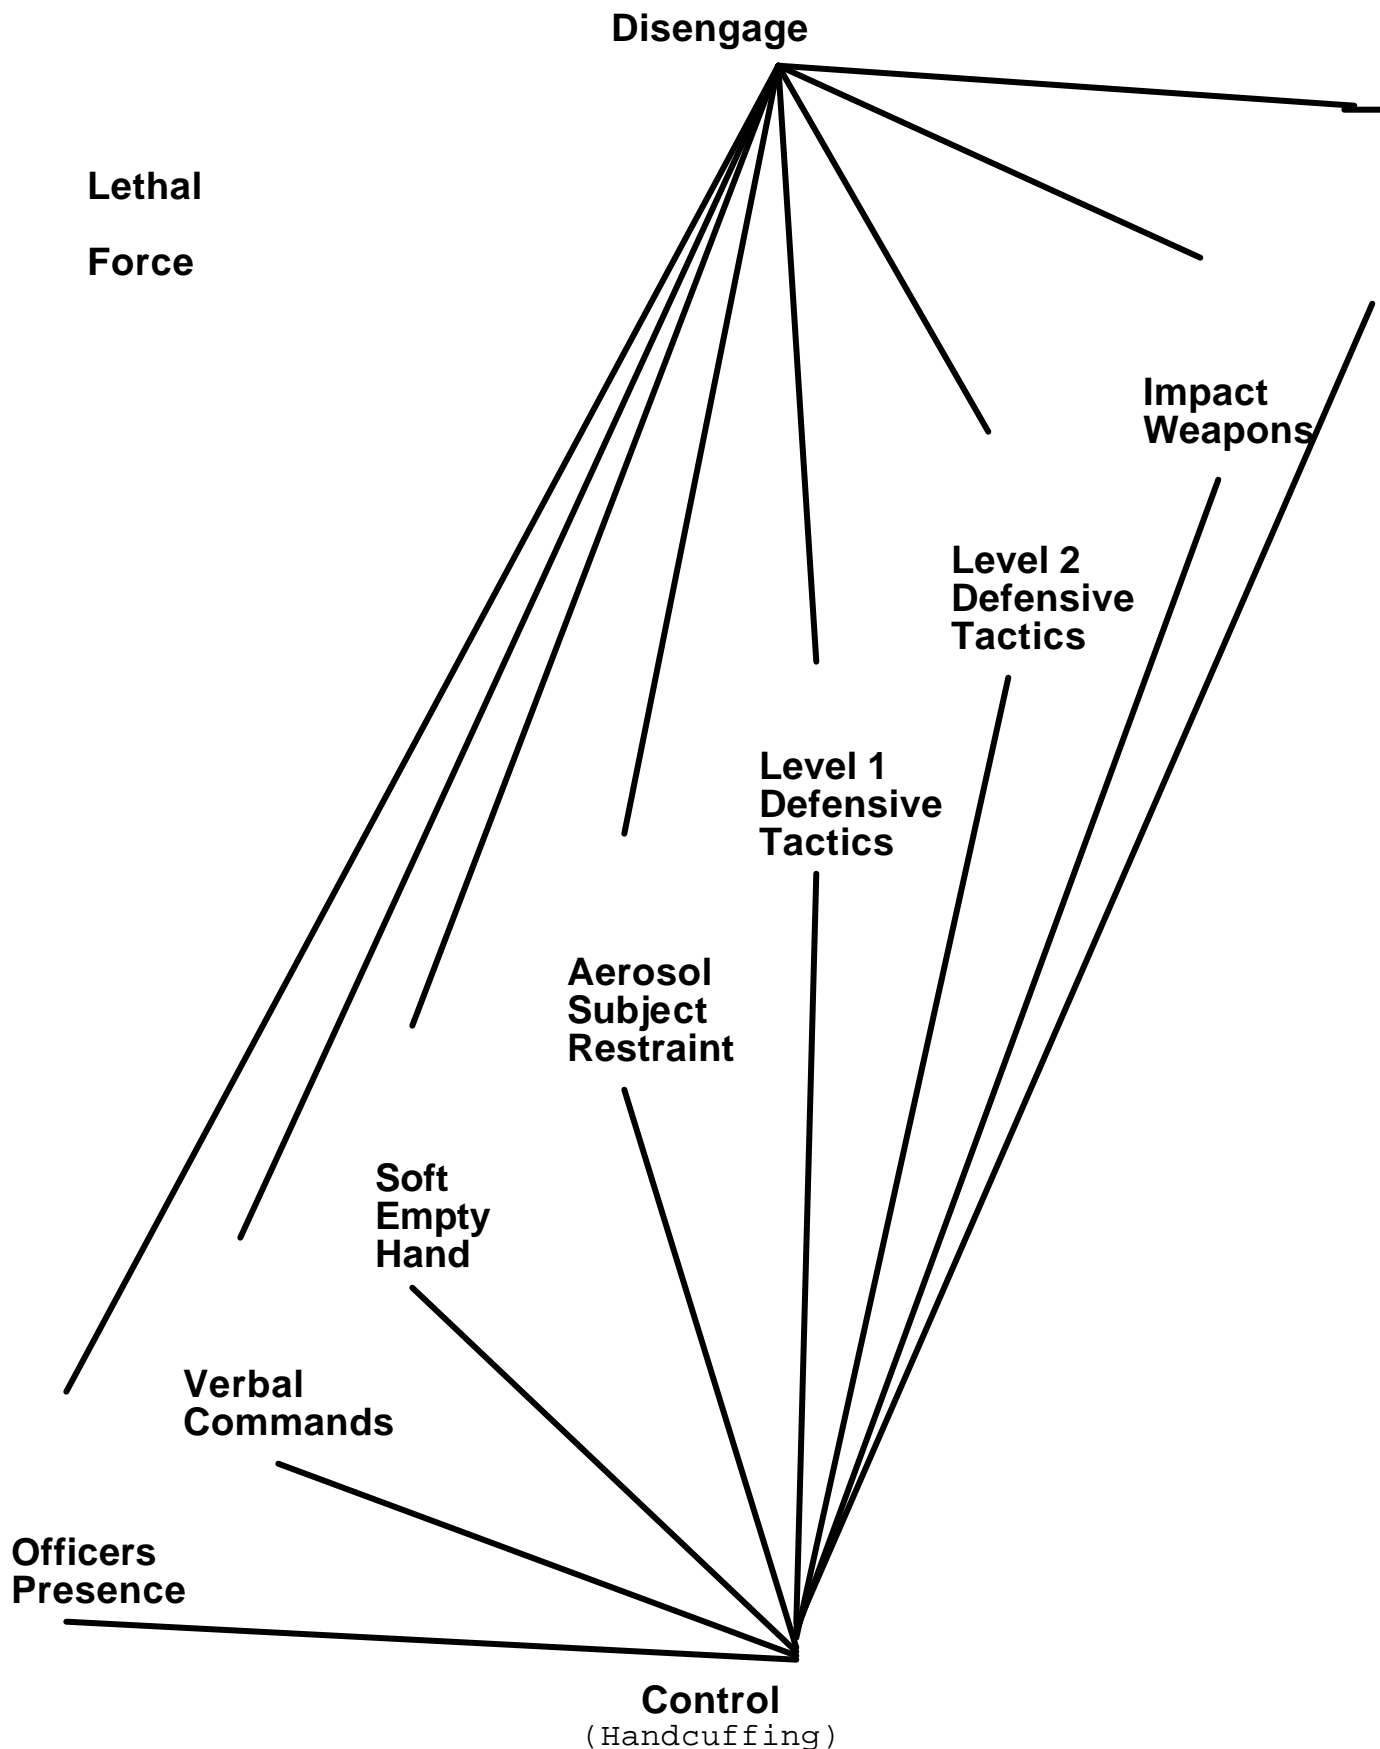 Disengage
Lethal
Force
Impact
Weapons
Level 2
Defensive
Tactics
Level 1
Defensive
Tactics
Aerosol
Subject
Restraint
Soft
Empty
Hand
Verbal
Commands
Officers
Presence
Control
(Handcuffing)